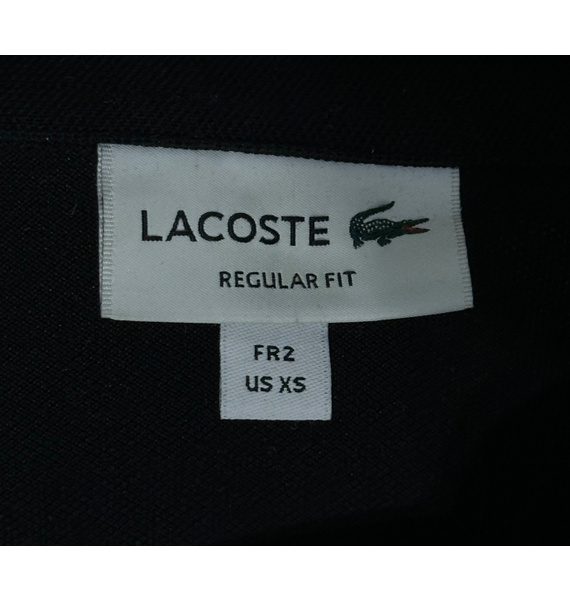 LACOSTE
REGULAR FIT
FR2
US XS